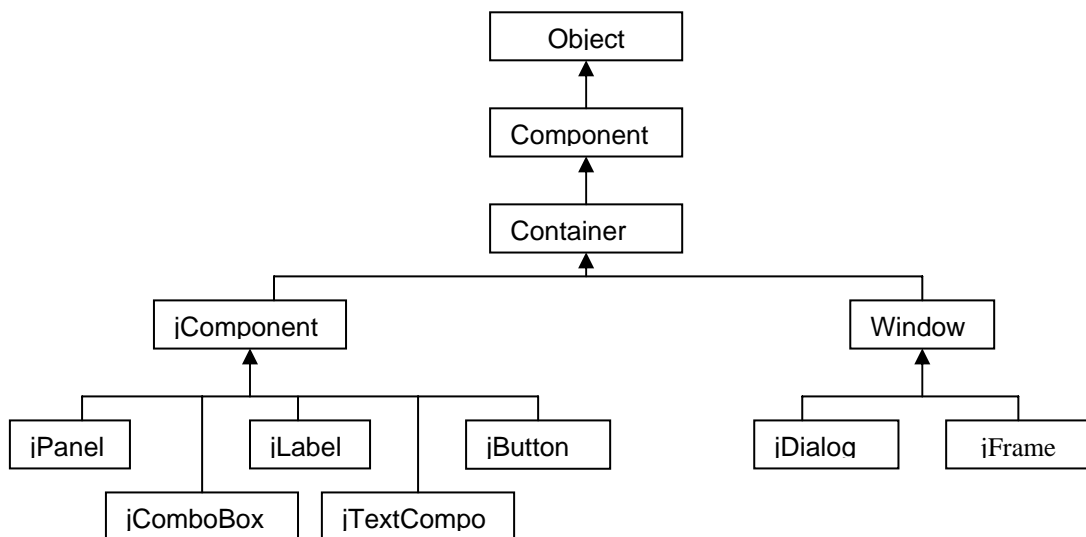 Object
Component
Container
jComponent
Window
jPanel
jLabel
jButton
jDialog
jFrame
jComboBox
jTextCompo